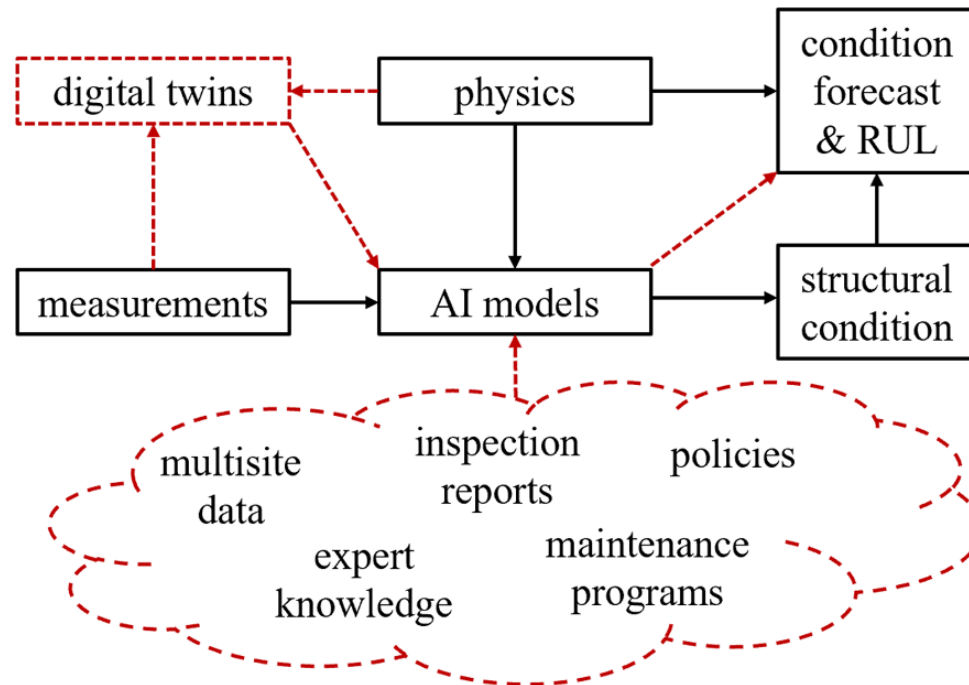 digital twins
physics
condition
forecast
& RUL
measurements
AI models
structural
condition
multisite
data
inspection
reports
policies
expert
knowledge
maintenance
programs